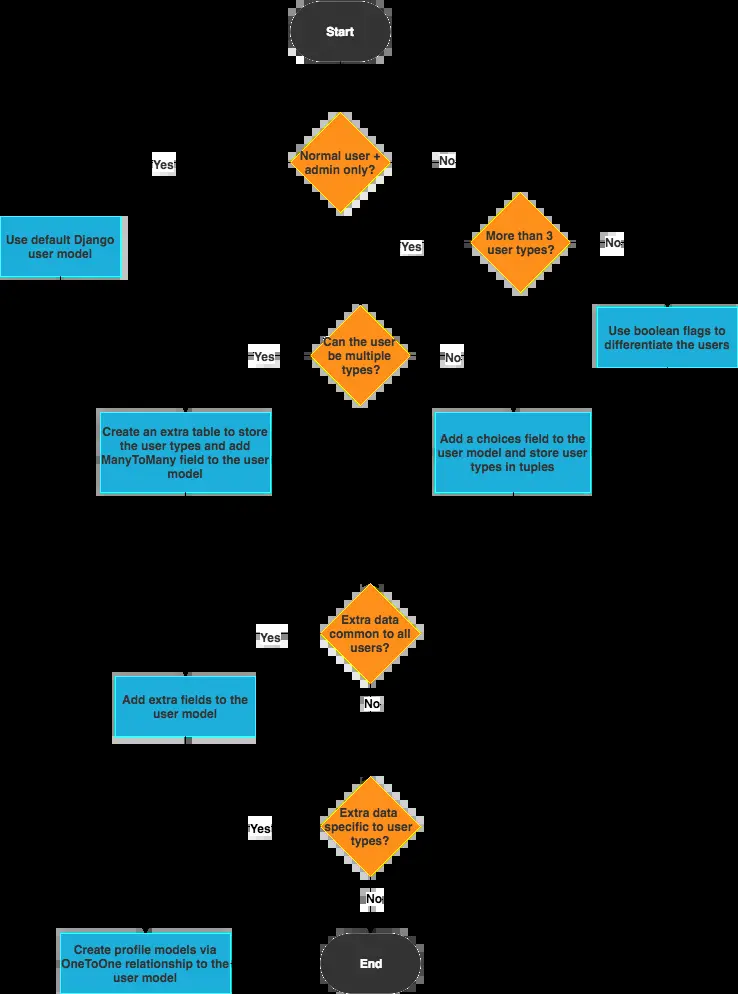 Start
Normal user +
admin only?
Yes
No
Use default Django
user model
More than 3
user types?
Yes
No
Can the user
be multiple
types?
Yes
No
Use boolean flags to
differentiate the users
Create an extra table to store
the user types and add
ManyToMany field to the user
model
Add a choices field to the
user model and store user
types in tuples
Extra data
common to all
users?
Yes
No
Add extra fields to the
user model
Extra data
specific to user
types?
Yes
No
Create profile models via
OneToOne relationship to the
user model
End